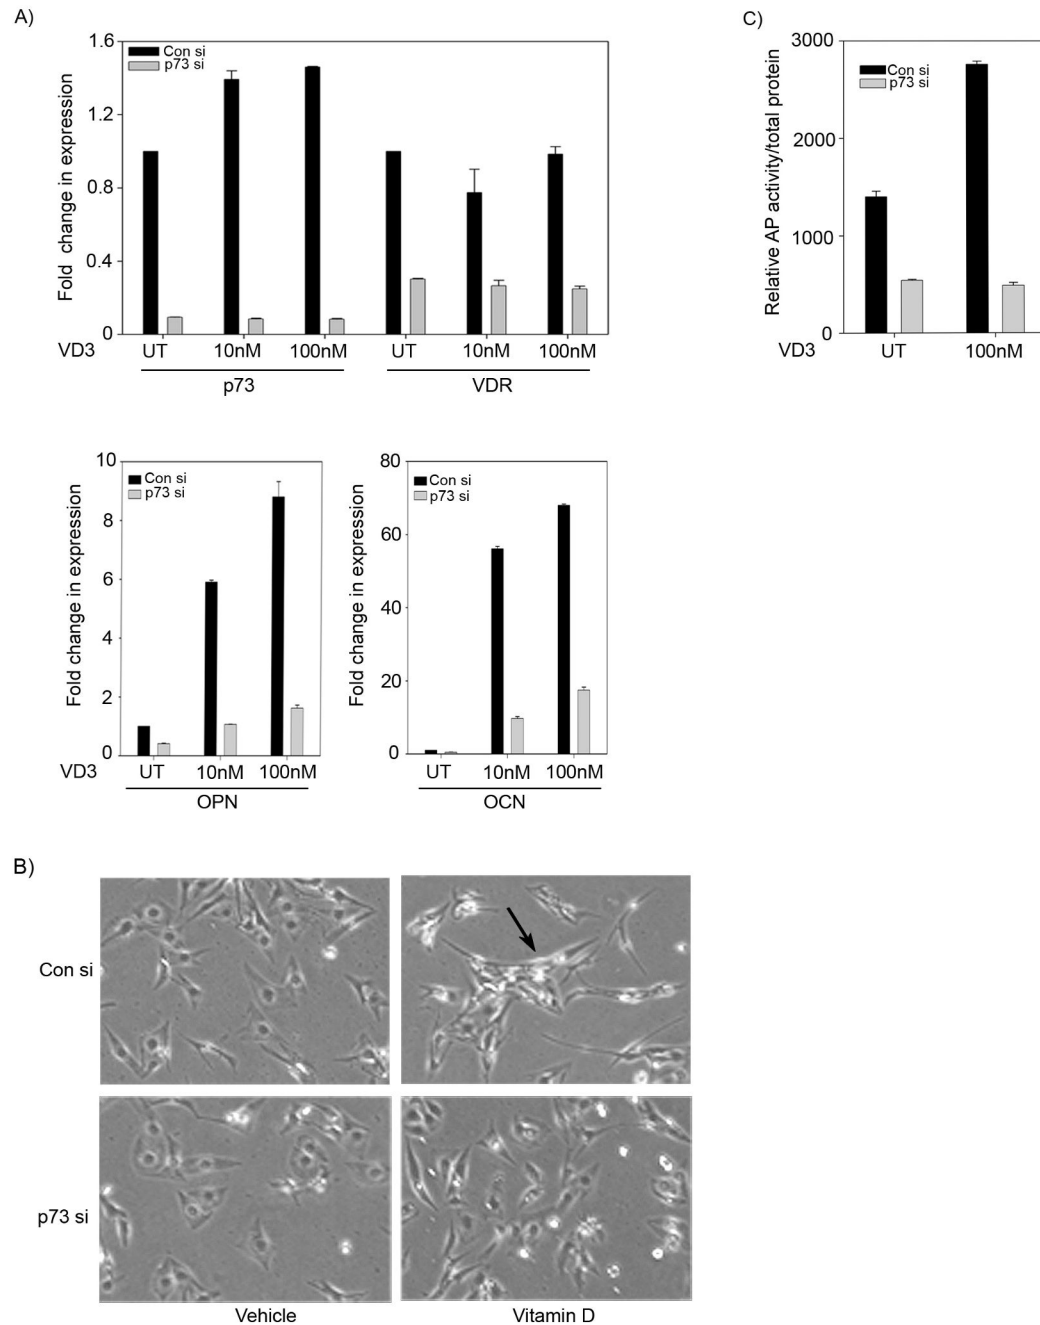 A)
Fold change in expression
1.6
1.2
0.8
0.4
0
Con si
p73 si
VD3 UT 10nM 100nM UT 10nM 100nM
p73 VDR
C)
Relative AP activity/total protein
3000
2000
1000
0
Con si
p73 si
VD3 UT 100nM
Fold change in expression
10
8
6
4
2
0
Con si
p73 si
VD3 UT 10nM 100nM
OPN
Fold change in expression
80
60
40
20
0
Con si
p73 si
UT 10nM 100nM
OCN
B)
Con si
p73 si
Vehicle Vitamin D